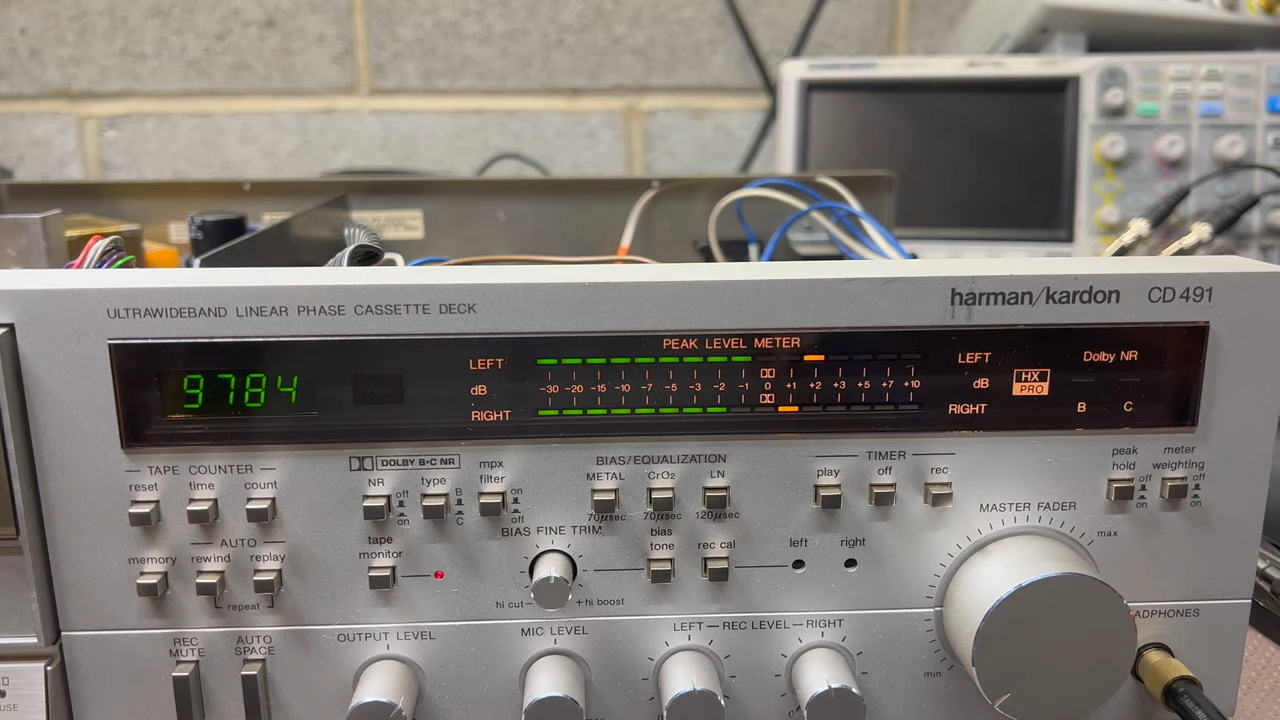 harman/kardon CD 491
ULTRAWIDEBAND LINEAR PHASE CASSETTE DECK
PEAK LEVEL METER
LEFT
LEFT
Dolby NR
9784
dB
-30 -20 -15 -10 -7 -5 -3 -2 -1 0 +1 +2 +3 +5 +7 +10
dB
HX
PRO
RIGHT
RIGHT
B C
TAPE COUNTER
reset time count
DOLBY B•C NR
NR
off
on
type
B
C
mpx
filter
on
off
BIAS/EQUALIZATION
METAL CrO₂ LN
70μsec 70μsec 120μsec
TIMER
play off rec
peak
hold
off
on
meter
weighting
off
on
AUTO
memory rewind replay
repeat
tape
monitor
BIAS FINE TRIM
hi cut - + hi boost
bias
tone
rec cal
left right
MASTER FADER
max
min
REC
MUTE
AUTO
SPACE
OUTPUT LEVEL
MIC LEVEL
LEFT — REC LEVEL — RIGHT
ADPHONES